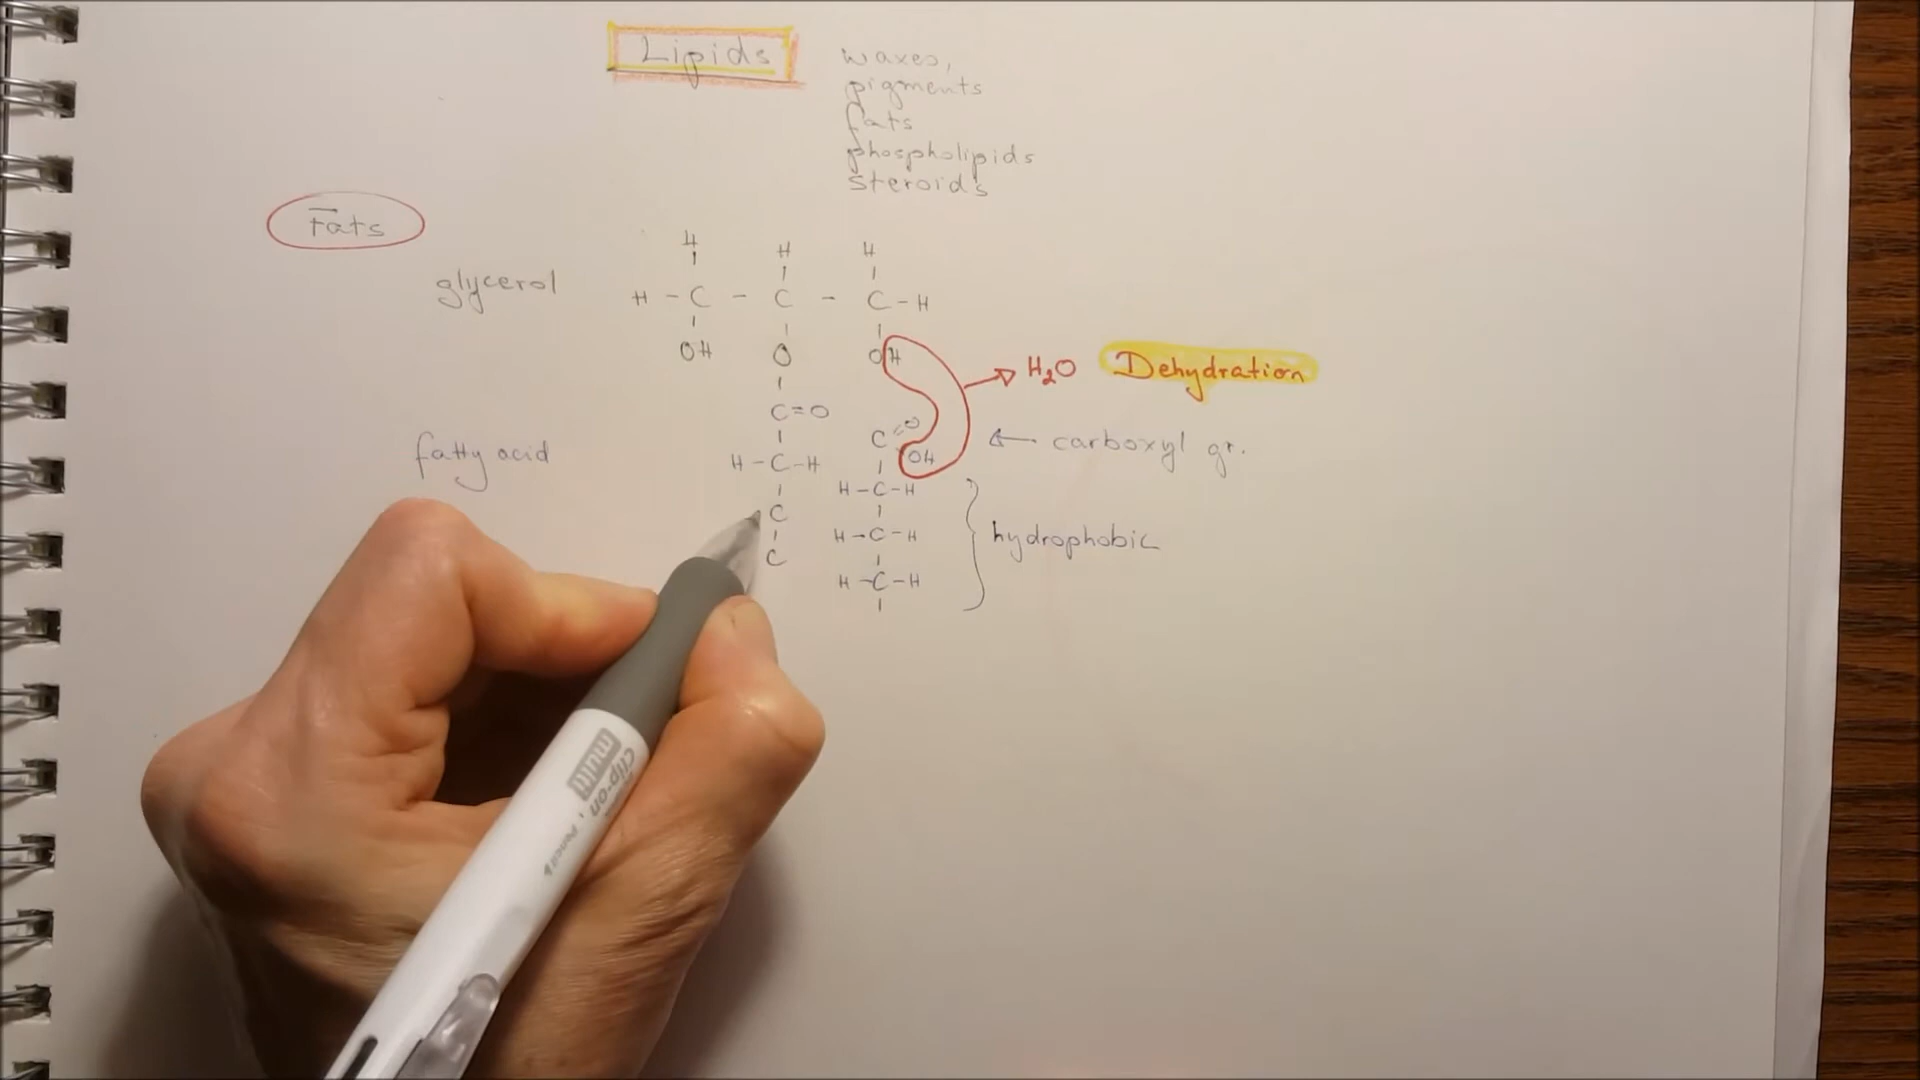 Lipids
waxes,
pigments
fats
phospholipids
steroids
Fats
glycerol
H H H
H - C - C - C - H
OH O OH
H2O Dehydration
C=O
C=O
OH
carboxyl gr.
fatty acid
H-C-H
H-C-H
C
H-C-H
C
H-C-H
hydrophobic
CLIP-on
multi
+ Pencil